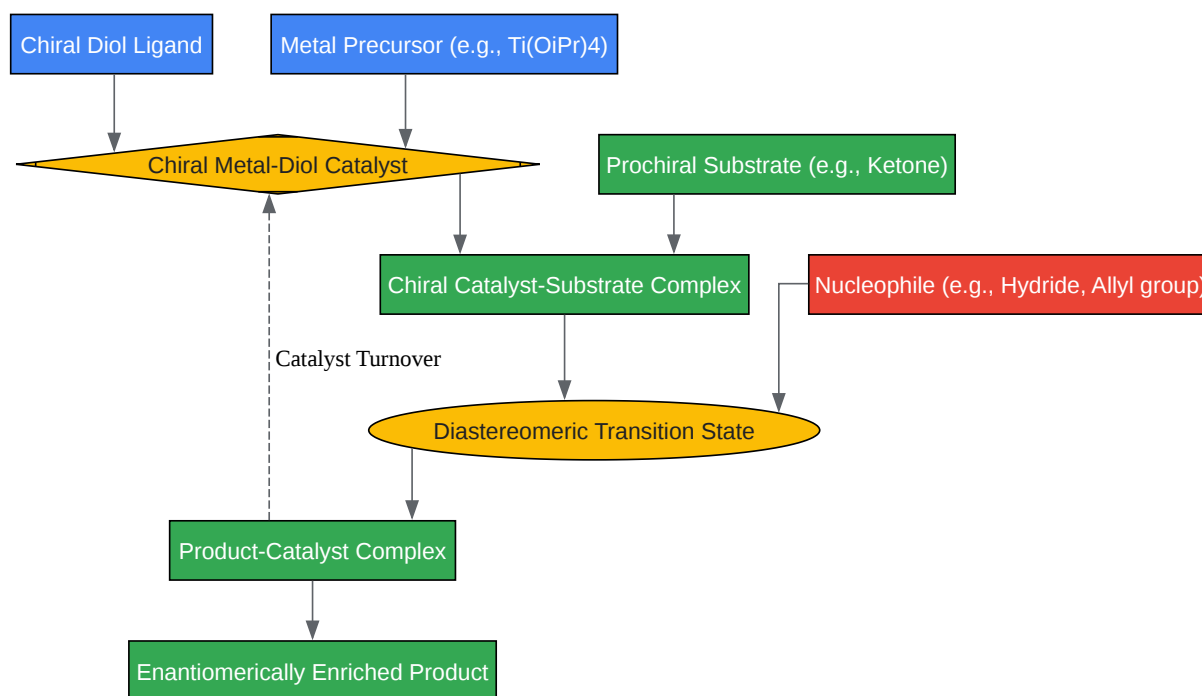 Chiral Diol Ligand
Metal Precursor (e.g., Ti(OiPr)4)
Chiral Metal-Diol Catalyst
Prochiral Substrate (e.g., Ketone)
Chiral Catalyst-Substrate Complex
Nucleophile (e.g., Hydride, Allyl group)
Catalyst Turnover
Diastereomeric Transition State
Product-Catalyst Complex
Enantiomerically Enriched Product